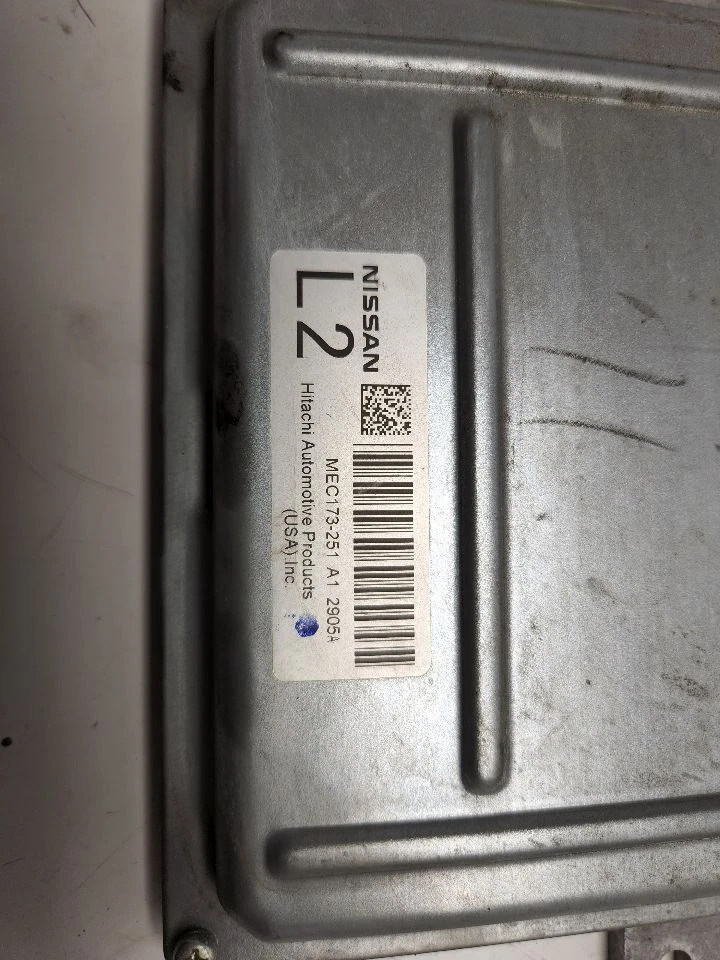 NISSAN
L2
MEC173-251 A1 2905A
Hitachi Automotive Products
(USA).Inc.